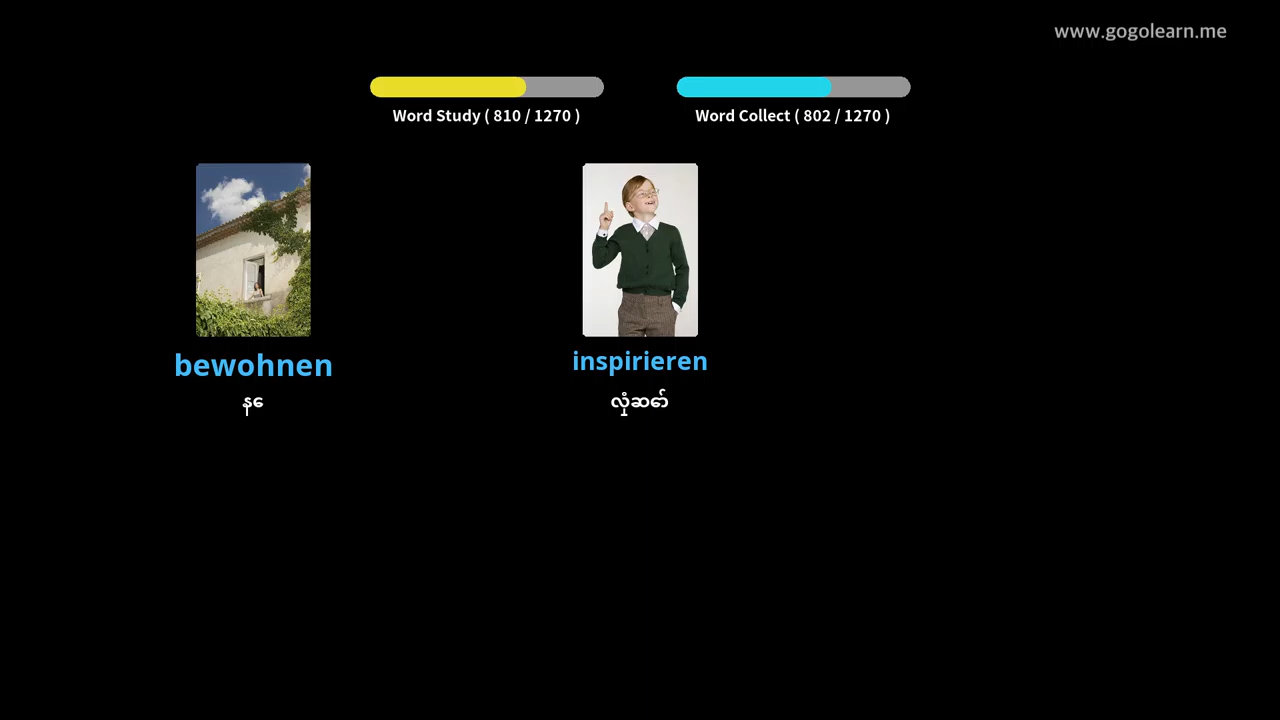 www.gogolearn.me
Word Study ( 810 / 1270 )
Word Collect ( 802 / 1270 )
bewohnen
inspirieren
နေ
လှုံ့ဆော်